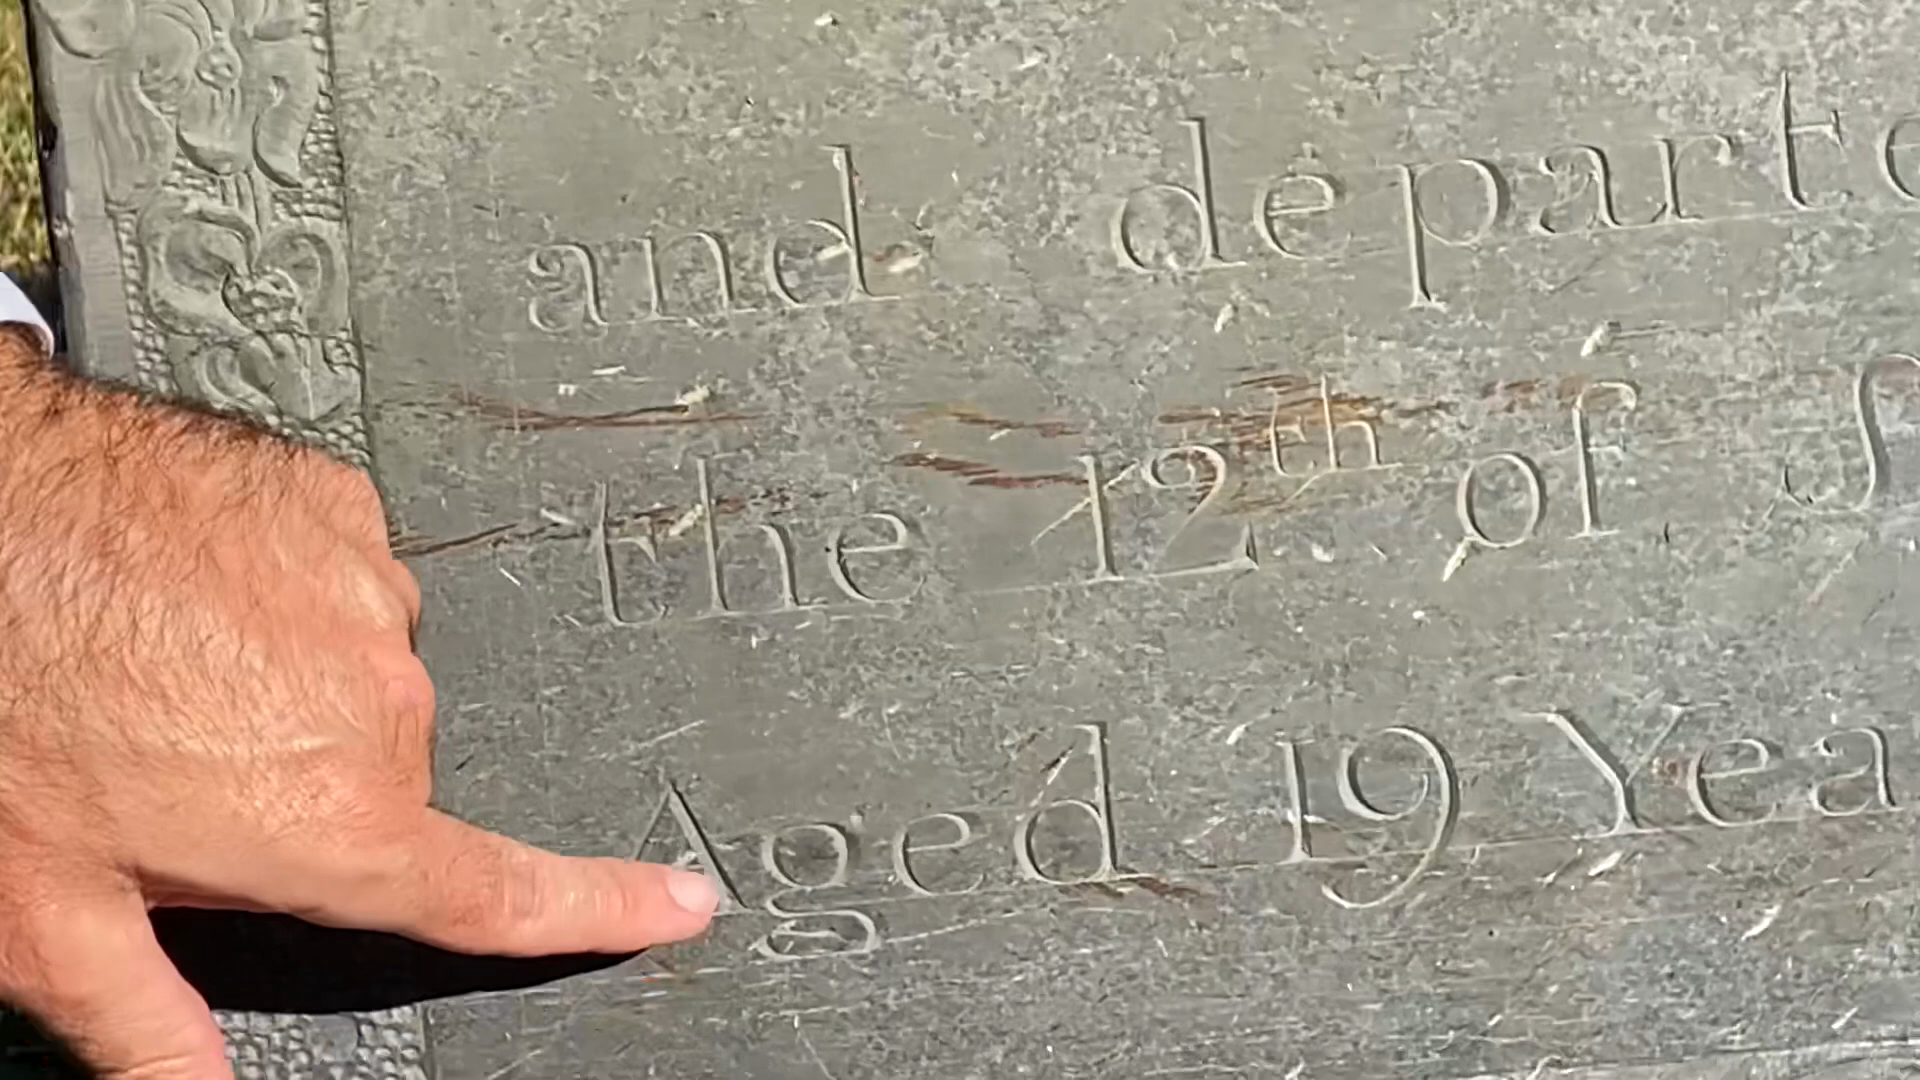 and departe
the 12th of J
Aged 19 Yea